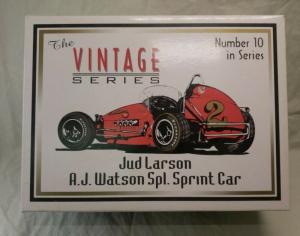 The
VINTAGE
SERIES
Number 10
in Series
2
Jud Larson
A.J. Watson Spl. Sprint Car